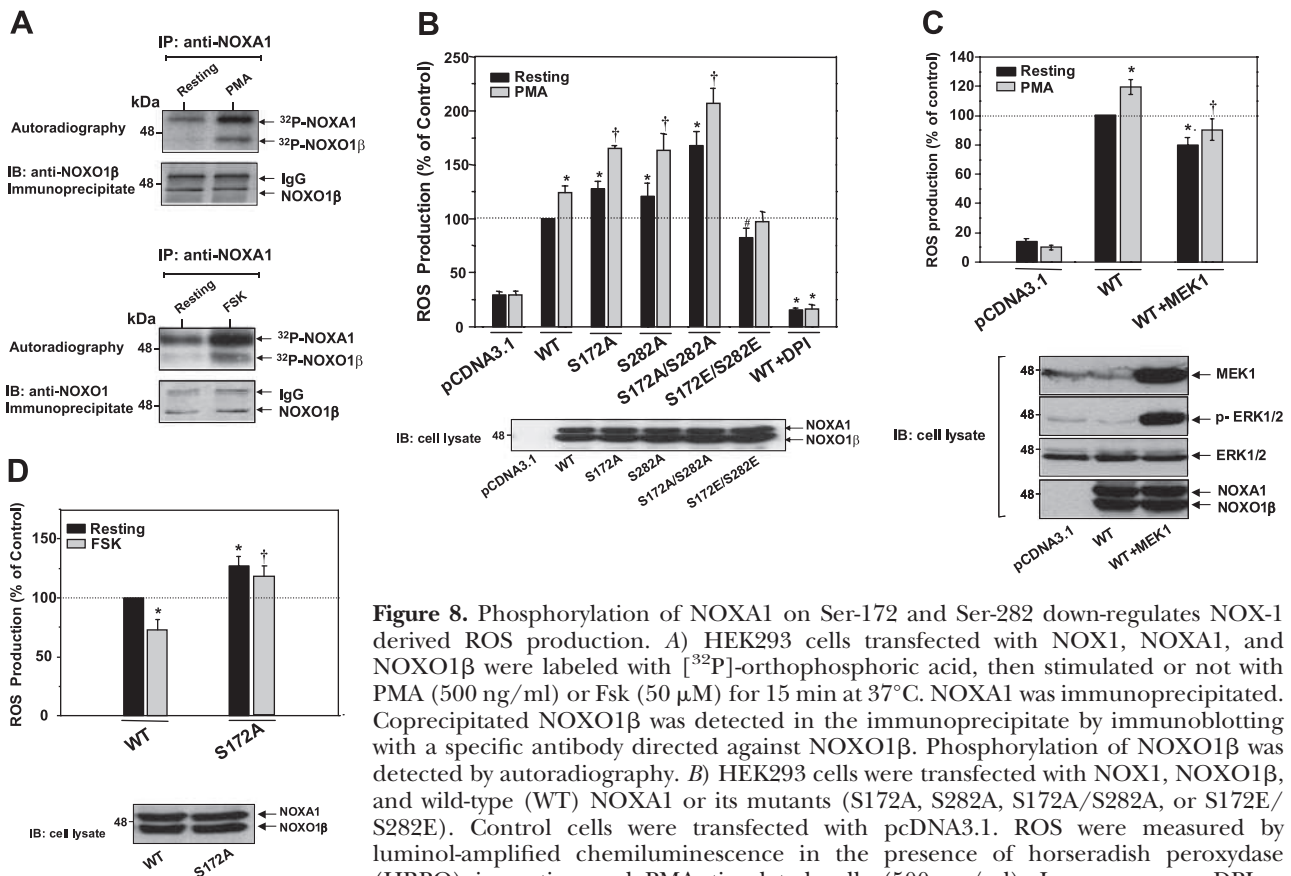 A
IP: anti-NOXA1
Resting PMA
kDa
Autoradiography 48 ³²P-NOXA1
³²P-NOXO1β
IB: anti-NOXO1β IgG
Immunoprecipitate 48 NOXO1β
IP: anti-NOXA1
Resting FSK
kDa
Autoradiography 48 ³²P-NOXA1
³²P-NOXO1β
IB: anti-NOXO1 IgG
Immunoprecipitate 48 NOXO1β
B
ROS Production (% of Control)
250
200
150
100
50
0
Resting
PMA
* * † * † * † # * *
pCDNA3.1 WT S172A S282A S172A/S282A S172E/S282E WT+DPI
IB: cell lysate 48 NOXA1
NOXO1β
pCDNA3.1 WT S172A S282A S172A/S282A S172E/S282E
C
ROS production (% of control)
140
120
100
80
60
40
20
0
Resting
PMA
* * †
pCDNA3.1 WT WT+MEK1
IB: cell lysate
48 MEK1
48 p- ERK1/2
ERK1/2
48 NOXA1
NOXO1β
pCDNA3.1 WT WT+MEK1
D
ROS Production (% of Control)
150
100
50
0
Resting
FSK
* * †
WT S172A
IB: cell lysate 48 NOXA1
NOXO1β
WT S172A
Figure 8. Phosphorylation of NOXA1 on Ser-172 and Ser-282 down-regulates NOX-1
derived ROS production. A) HEK293 cells transfected with NOX1, NOXA1, and
NOXO1β were labeled with [³²P]-orthophosphoric acid, then stimulated or not with
PMA (500 ng/ml) or Fsk (50 μM) for 15 min at 37°C. NOXA1 was immunoprecipitated.
Coprecipitated NOXO1β was detected in the immunoprecipitate by immunoblotting
with a specific antibody directed against NOXO1β. Phosphorylation of NOXO1β was
detected by autoradiography. B) HEK293 cells were transfected with NOX1, NOXO1β,
and wild-type (WT) NOXA1 or its mutants (S172A, S282A, S172A/S282A, or S172E/
S282E). Control cells were transfected with pcDNA3.1. ROS were measured by
luminol-amplified chemiluminescence in the presence of horseradish peroxydase